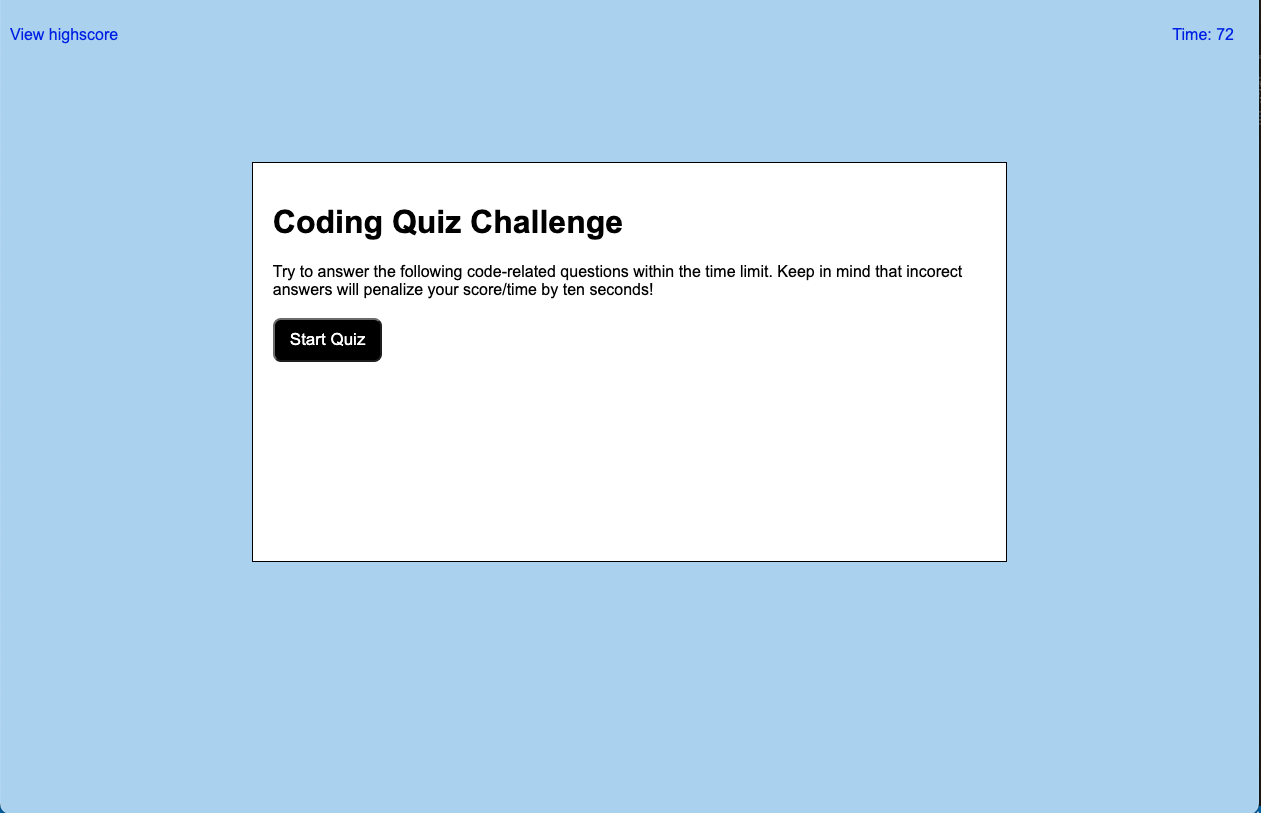 View highscore
Time: 72
Coding Quiz Challenge
Try to answer the following code-related questions within the time limit. Keep in mind that incorect
answers will penalize your score/time by ten seconds!
Start Quiz